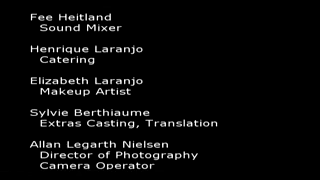 Fee Heitland
Sound Mixer
Henrique Laranjo
Catering
Elizabeth Laranjo
Makeup Artist
Sylvie Berthiaume
Extras Casting, Translation
Allan Legarth Nielsen
Director of Photography
Camera Operator